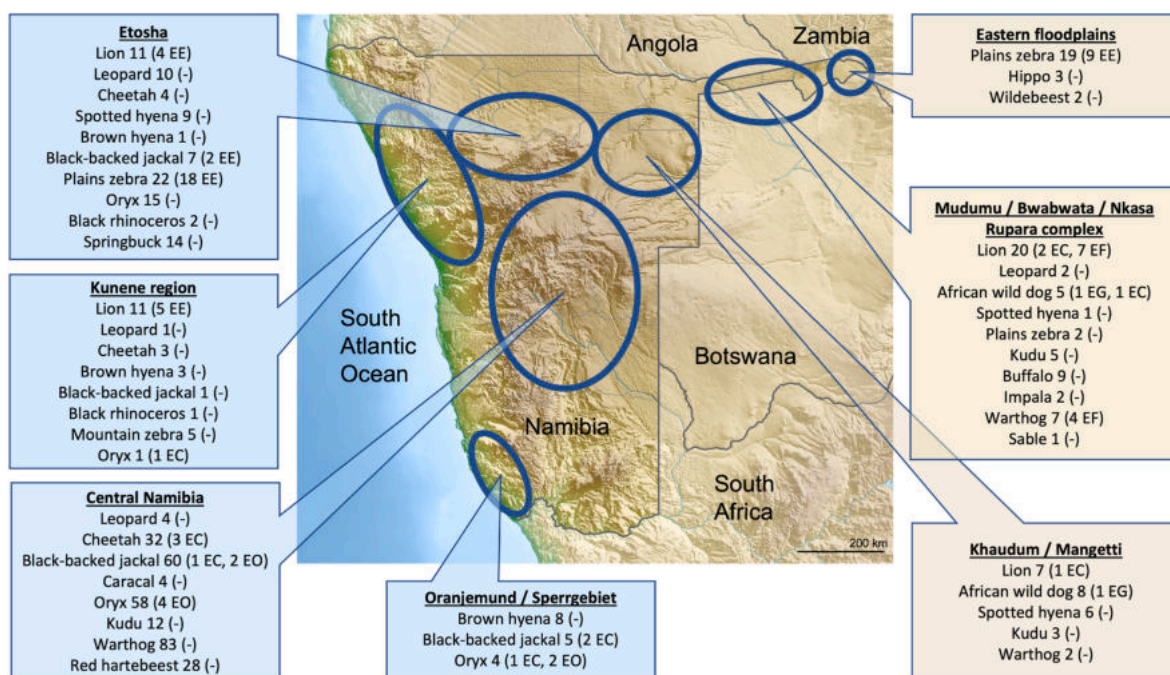 Etosha
Lion 11 (4 EE)
Leopard 10 (-)
Cheetah 4 (-)
Spotted hyena 9 (-)
Brown hyena 1 (-)
Black-backed jackal 7 (2 EE)
Plains zebra 22 (18 EE)
Oryx 15 (-)
Black rhinoceros 2 (-)
Springbuck 14 (-)
Kunene region
Lion 11 (5 EE)
Leopard 1(-)
Cheetah 3 (-)
Brown hyena 3 (-)
Black-backed jackal 1 (-)
Black rhinoceros 1 (-)
Mountain zebra 5 (-)
Oryx 1 (1 EC)
Central Namibia
Leopard 4 (-)
Cheetah 32 (3 EC)
Black-backed jackal 60 (1 EC, 2 EO)
Caracal 4 (-)
Oryx 58 (4 EO)
Kudu 12 (-)
Warthog 83 (-)
Red hartebeest 28 (-)
Angola
Zambia
South
Atlantic
Ocean
Botswana
Namibia
South
Africa
200 km
Oranjemund / Sperrgebiet
Brown hyena 8 (-)
Black-backed jackal 5 (2 EC)
Oryx 4 (1 EC, 2 EO)
Eastern floodplains
Plains zebra 19 (9 EE)
Hippo 3 (-)
Wildebeest 2 (-)
Mudumu / Bwabwata / Nkasa
Rupara complex
Lion 20 (2 EC, 7 EF)
Leopard 2 (-)
African wild dog 5 (1 EG, 1 EC)
Spotted hyena 1 (-)
Plains zebra 2 (-)
Kudu 5 (-)
Buffalo 9 (-)
Impala 2 (-)
Warthog 7 (4 EF)
Sable 1 (-)
Khaudum / Mangetti
Lion 7 (1 EC)
African wild dog 8 (1 EG)
Spotted hyena 6 (-)
Kudu 3 (-)
Warthog 2 (-)